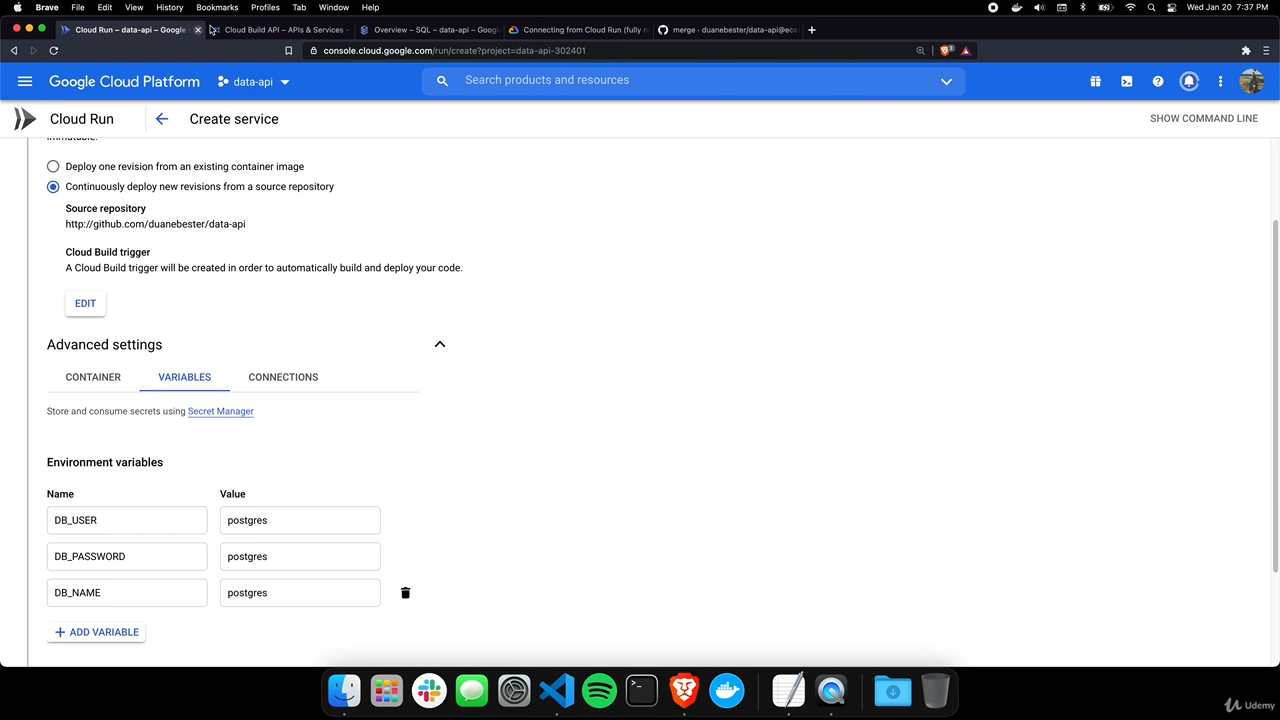 Brave File Edit View History Bookmarks Profiles Tab Window Help Wed Jan 20 7:37 PM
Cloud Run – data-api – Google Cloud Build API – APIs & Services – Overview – SQL – data-api – Google Connecting from Cloud Run (fully m merge · duanebester/data-api@ece
console.cloud.google.com/run/create?project=data-api-302401
Google Cloud Platform data-api Search products and resources
Cloud Run Create service SHOW COMMAND LINE
immutable.
Deploy one revision from an existing container image
Continuously deploy new revisions from a source repository
Source repository
http://github.com/duanebester/data-api
Cloud Build trigger
A Cloud Build trigger will be created in order to automatically build and deploy your code.
EDIT
Advanced settings
CONTAINER VARIABLES CONNECTIONS
Store and consume secrets using Secret Manager
Environment variables
Name Value
DB_USER postgres
DB_PASSWORD postgres
DB_NAME postgres
+ ADD VARIABLE
Udemy